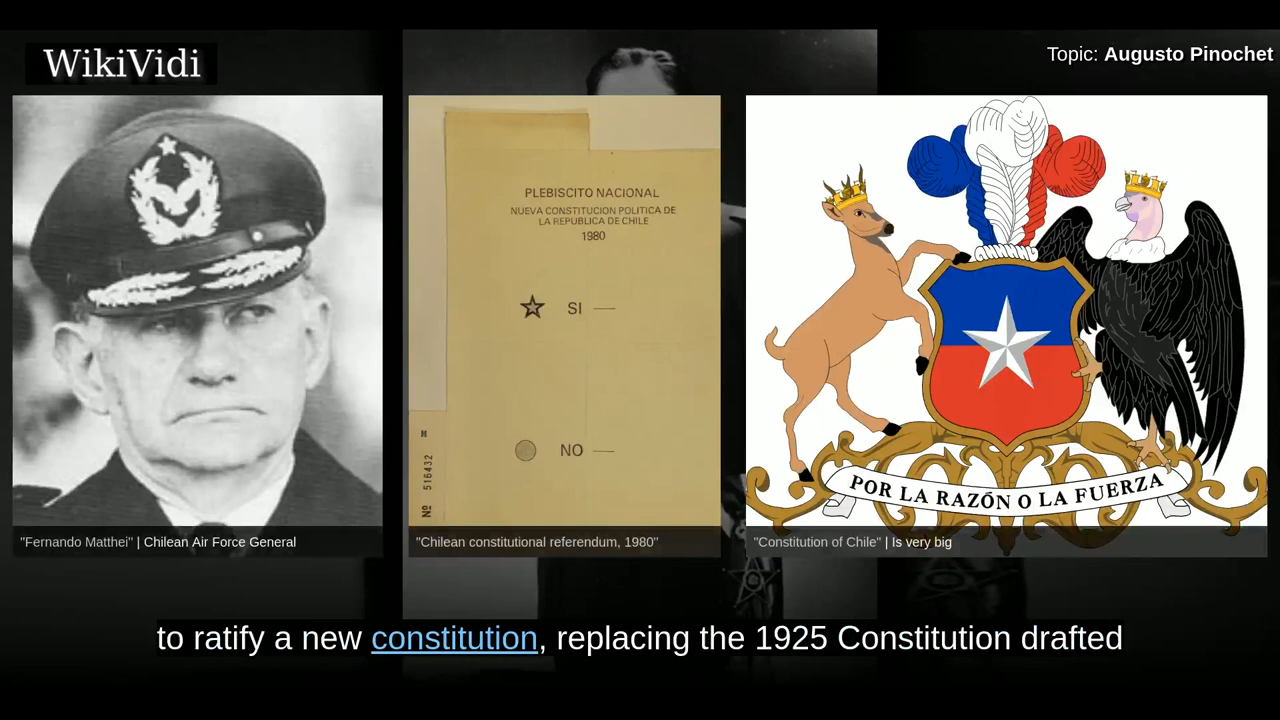 WikiVidi
Topic: Augusto Pinochet
PLEBISCITO NACIONAL
NUEVA CONSTITUCION POLITICA DE
LA REPUBLICA DE CHILE
1980
SI
NO
Nº 516432 M
POR LA RAZÓN O LA FUERZA
"Fernando Matthei" | Chilean Air Force General
"Chilean constitutional referendum, 1980"
"Constitution of Chile" | Is very big
to ratify a new constitution, replacing the 1925 Constitution drafted